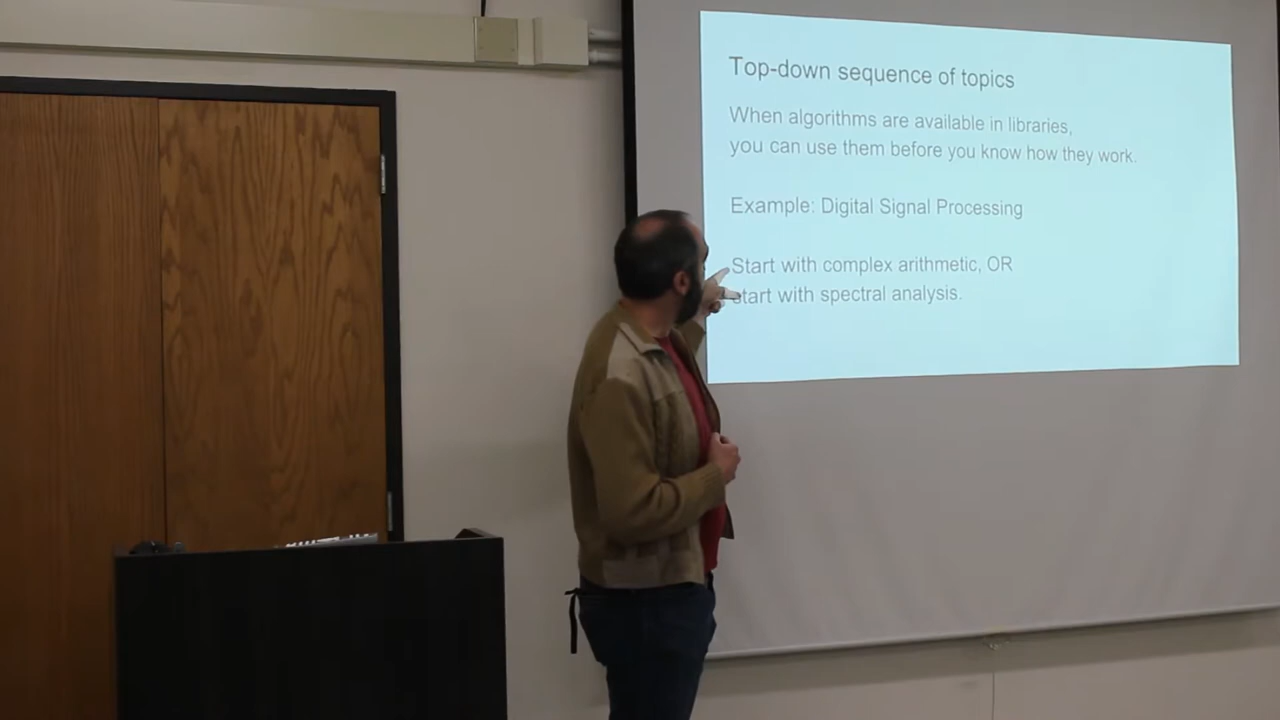 Top-down sequence of topics
When algorithms are available in libraries,
you can use them before you know how they work.
Example: Digital Signal Processing
Start with complex arithmetic, OR
start with spectral analysis.